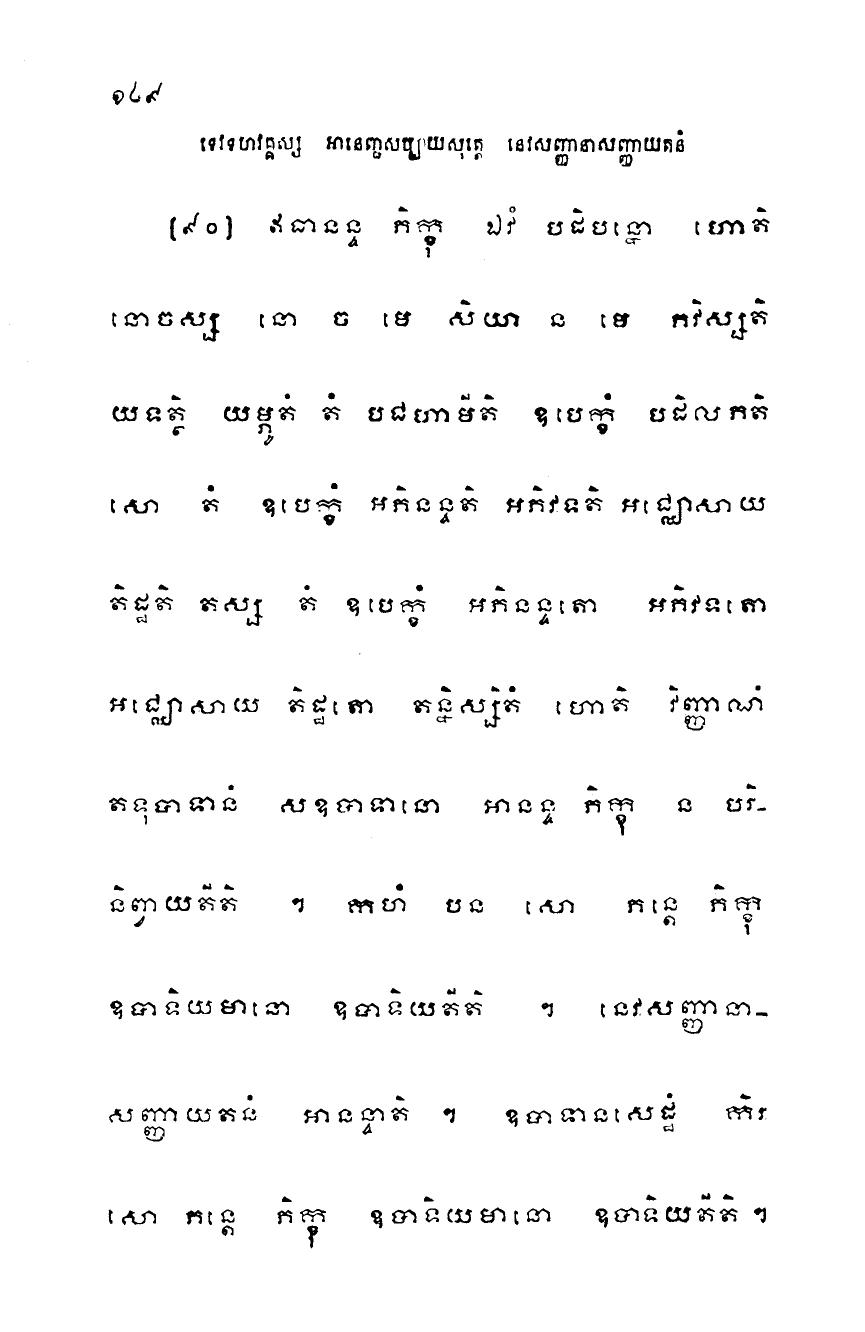 ១៤៩
ទេវទហវគ្គស្ស អានេញ្ជសប្បាយសុត្តេ នេវសញ្ញានាសញ្ញាយតនំ
[៩០] ឥធានន្ទ ភិក្ខុ ឯវំ បដិបន្នោ ហោតិ
នោចស្ស នោ ច មេ សិយា ន មេ ភវិស្សតិ
យទត្ថិ យម្ភូតំ តំ បជហាមីតិ ឧបេក្ខំ បដិលភតិ
សោ តំ ឧបេក្ខំ អភិនន្ទតិ អភិវទតិ អជ្ឈោសាយ
តិដ្ឋតិ តស្ស តំ ឧបេក្ខំ អភិនន្ទតោ អភិវទតោ
អជ្ឈោសាយ តិដ្ឋតោ តន្និស្សិតំ ហោតិ វិញ្ញាណំ
តទុបាទានំ សឧបាទានោ អានន្ទ ភិក្ខុ ន បរិ-
និព្វាយតីតិ ។ កហំ បន សោ ភន្តេ ភិក្ខុ
ឧបាទិយមានោ ឧបាទិយតីតិ ។ នេវសញ្ញានា-
សញ្ញាយតនំ អានន្ទាតិ ។ ឧបាទានសេដ្ឋំ កិរ
សោ ភន្តេ ភិក្ខុ ឧបាទិយមានោ ឧបាទិយតីតិ ។